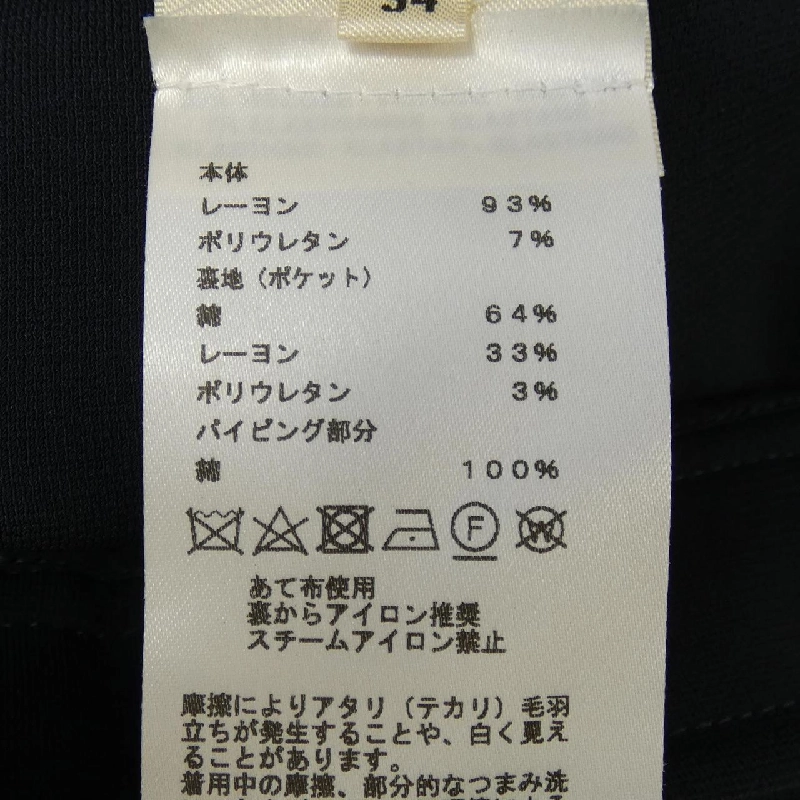 34
本体
レーヨン 93%
ポリウレタン 7%
裏地（ポケット）
綿 64%
レーヨン 33%
ポリウレタン 3%
パイピング部分
綿 100%
F W
あて布使用
裏からアイロン推奨
スチームアイロン禁止
摩擦によりアタリ（テカリ）毛羽
立ちが発生することや、白く見え
ることがあります。
着用中の摩擦、部分的なつまみ洗